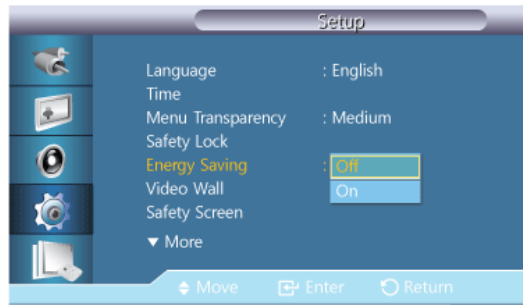 Setup
Language : English
Time
Menu Transparency : Medium
Safety Lock
Energy Saving : Off
On
Video Wall
Safety Screen
▼ More
Move Enter Return